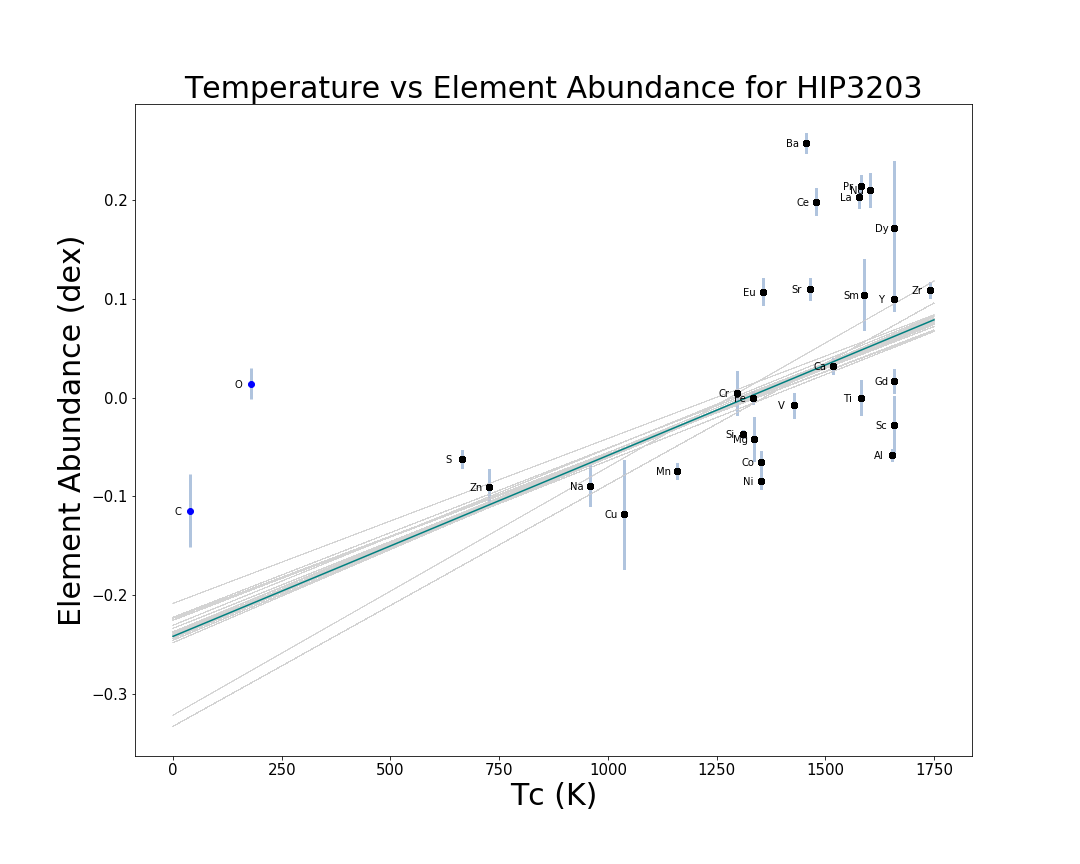 Temperature vs Element Abundance for HIP3203
Element Abundance (dex)
0.2
0.1
0.0
−0.1
−0.2
−0.3
Ba
Pr
Nd
La
Ce
Dy
Eu
Sr
Sm
Y
Zr
O
Cr
Fe
Ca
V
Ti
Gd
Sc
Al
Si
Mg
Co
Ni
Mn
S
Zn
Na
Cu
C
0
250
500
750
1000
1250
1500
1750
Tc (K)